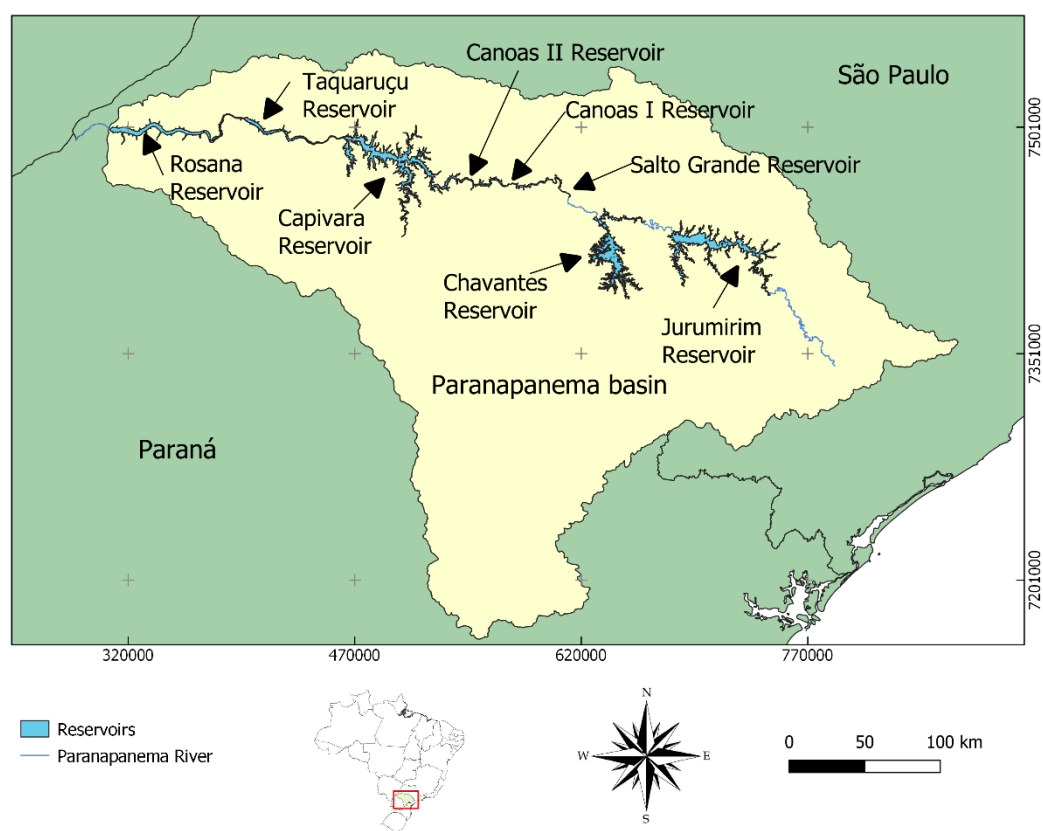 Canoas II Reservoir
São Paulo
Taquaruçu
Reservoir
Canoas I Reservoir
7501000
Rosana
Reservoir
Salto Grande Reservoir
Capivara
Reservoir
Chavantes
Reservoir
Jurumirim
Reservoir
7351000
Paranapanema basin
Paraná
7201000
320000
470000
620000
770000
Reservoirs
Paranapanema River
N
W
E
S
0
50
100 km